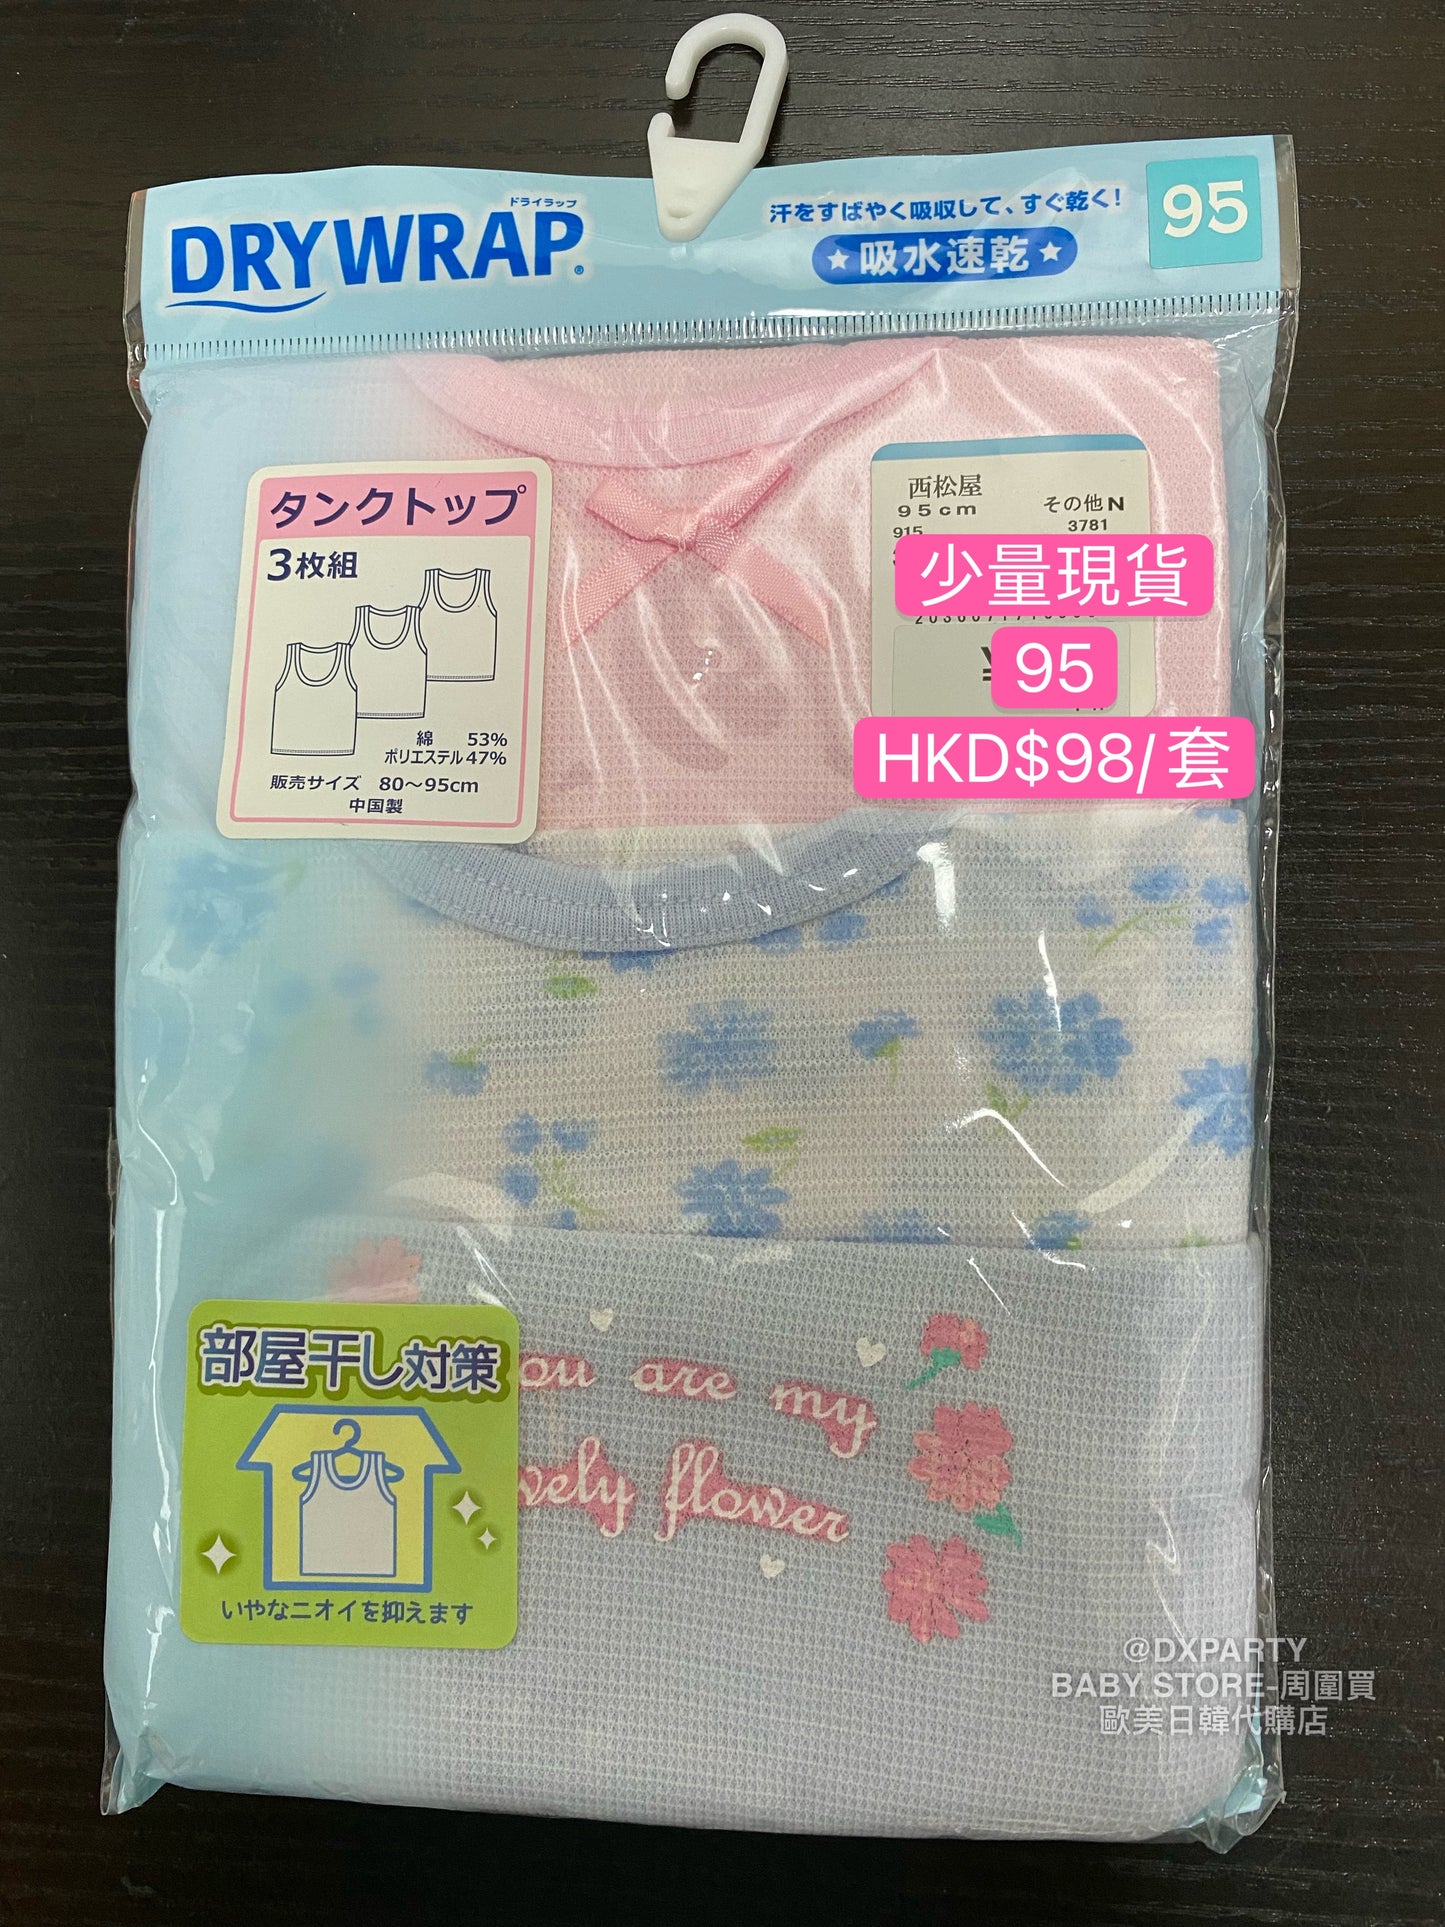 ドライラップ
DRYWRAP®
汗をすばやく吸収して、すぐ乾く!
★吸水速乾★
95
タンクトップ
3枚組
綿 53%
ポリエステル 47%
販売サイズ 80〜95cm
中国製
西松屋
95cm その他N
915 3781
少量現貨
95
HKD$98/套
ou are my
vely flower
部屋干し対策
いやなニオイを抑えます
@DXPARTY
BABY STORE-周圍買
歐美日韓代購店